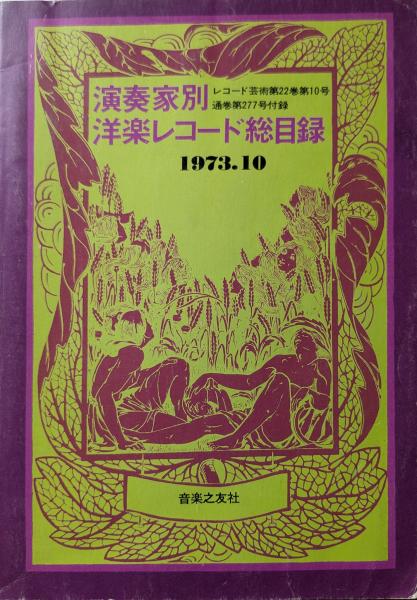 演奏家別
レコード芸術第22巻第10号
通巻第277号付録
洋楽レコード総目録
1973.10
音楽之友社